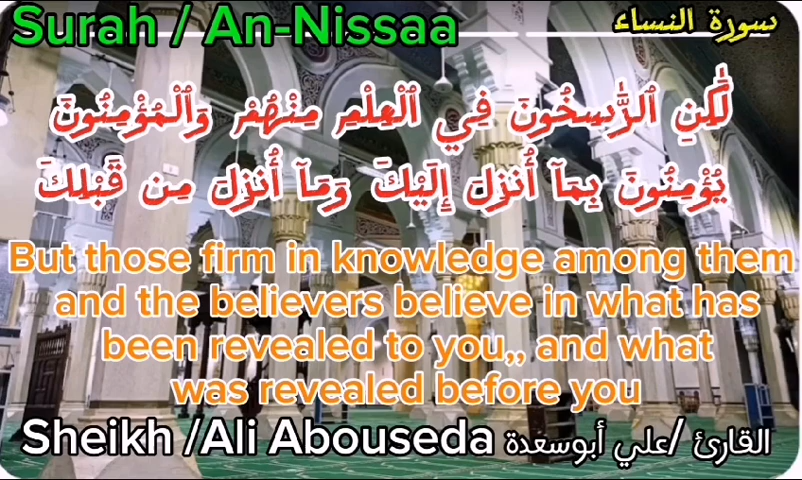 Surah / An-Nissaa
سورة النساء
لَّٰكِنِ ٱلرَّٰسِخُونَ فِي ٱلْعِلْمِ مِنْهُمْ وَٱلْمُؤْمِنُونَ
يُؤْمِنُونَ بِمَآ أُنزِلَ إِلَيْكَ وَمَآ أُنزِلَ مِن قَبْلِكَ
But those firm in knowledge among them
and the believers believe in what has
been revealed to you,, and what
was revealed before you
Sheikh /Ali Abouseda القارئ /علي أبوسعدة